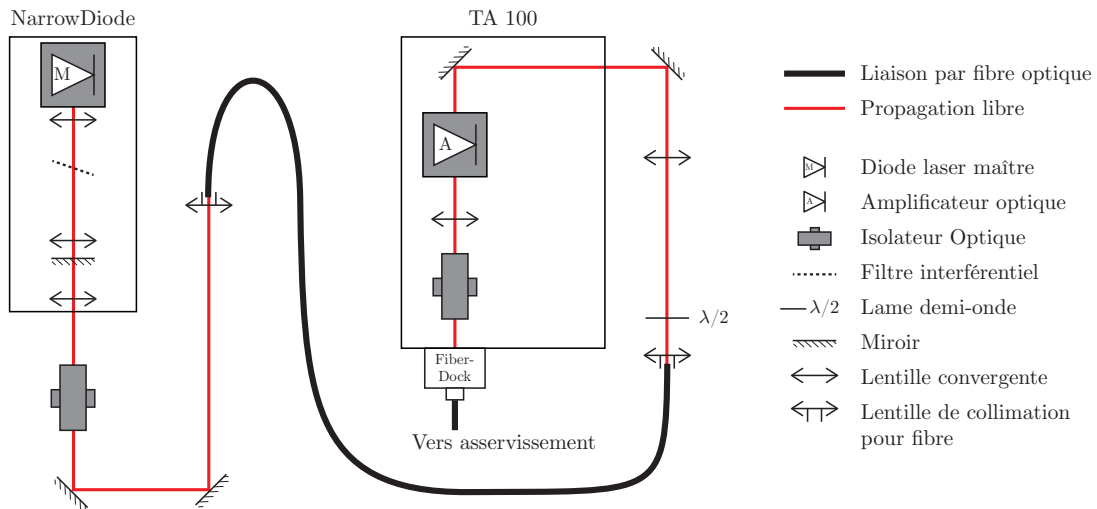 NarrowDiode
M
TA 100
A
λ/2
Fiber-
Dock
Vers asservissement
Liaison par fibre optique
Propagation libre
M
Diode laser maître
A
Amplificateur optique
Isolateur Optique
Filtre interférentiel
λ/2
Lame demi-onde
Miroir
Lentille convergente
Lentille de collimation
pour fibre